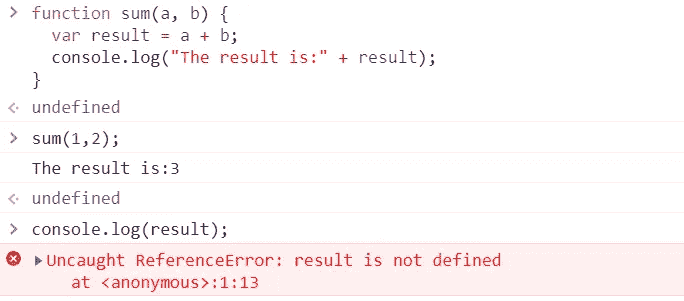 function sum(a, b) {
var result = a + b;
console.log("The result is:" + result);
}
undefined
sum(1,2);
The result is:3
undefined
console.log(result);
Uncaught ReferenceError: result is not defined
at <anonymous>:1:13